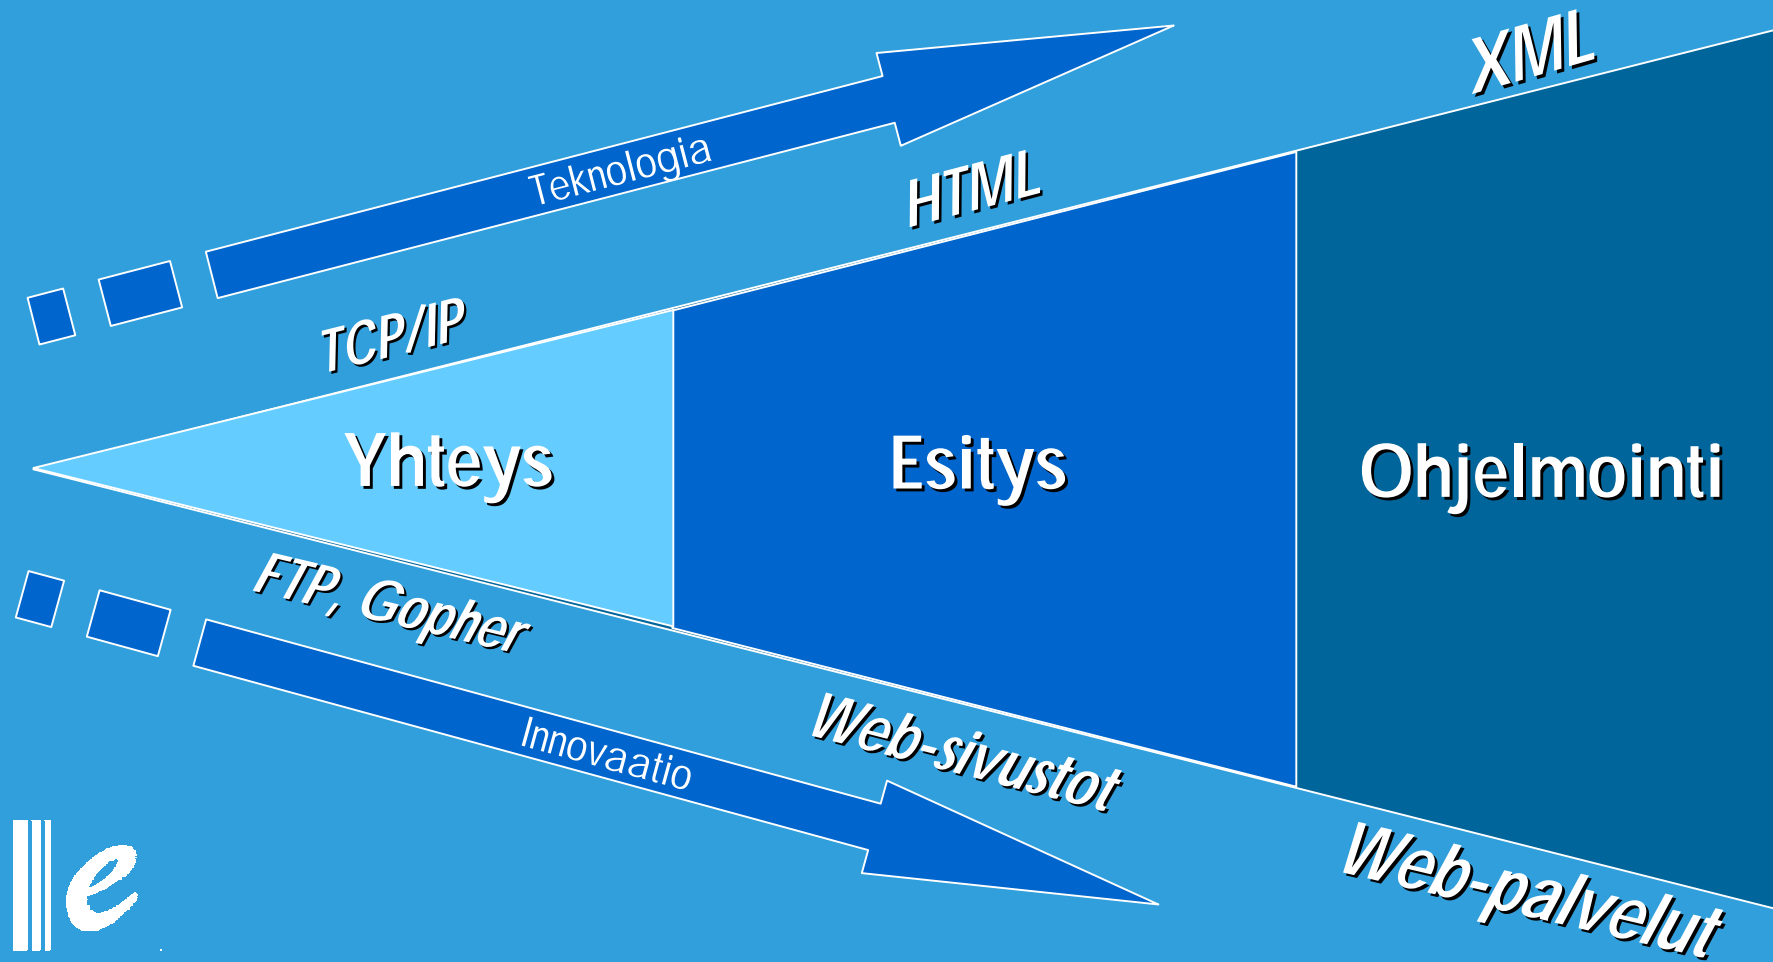 XML
Teknologia
HTML
TCP/IP
Yhteys
Esitys
Ohjelmointi
FTP, Gopher
Web-sivustot
Innovaatio
Web-palvelut
e